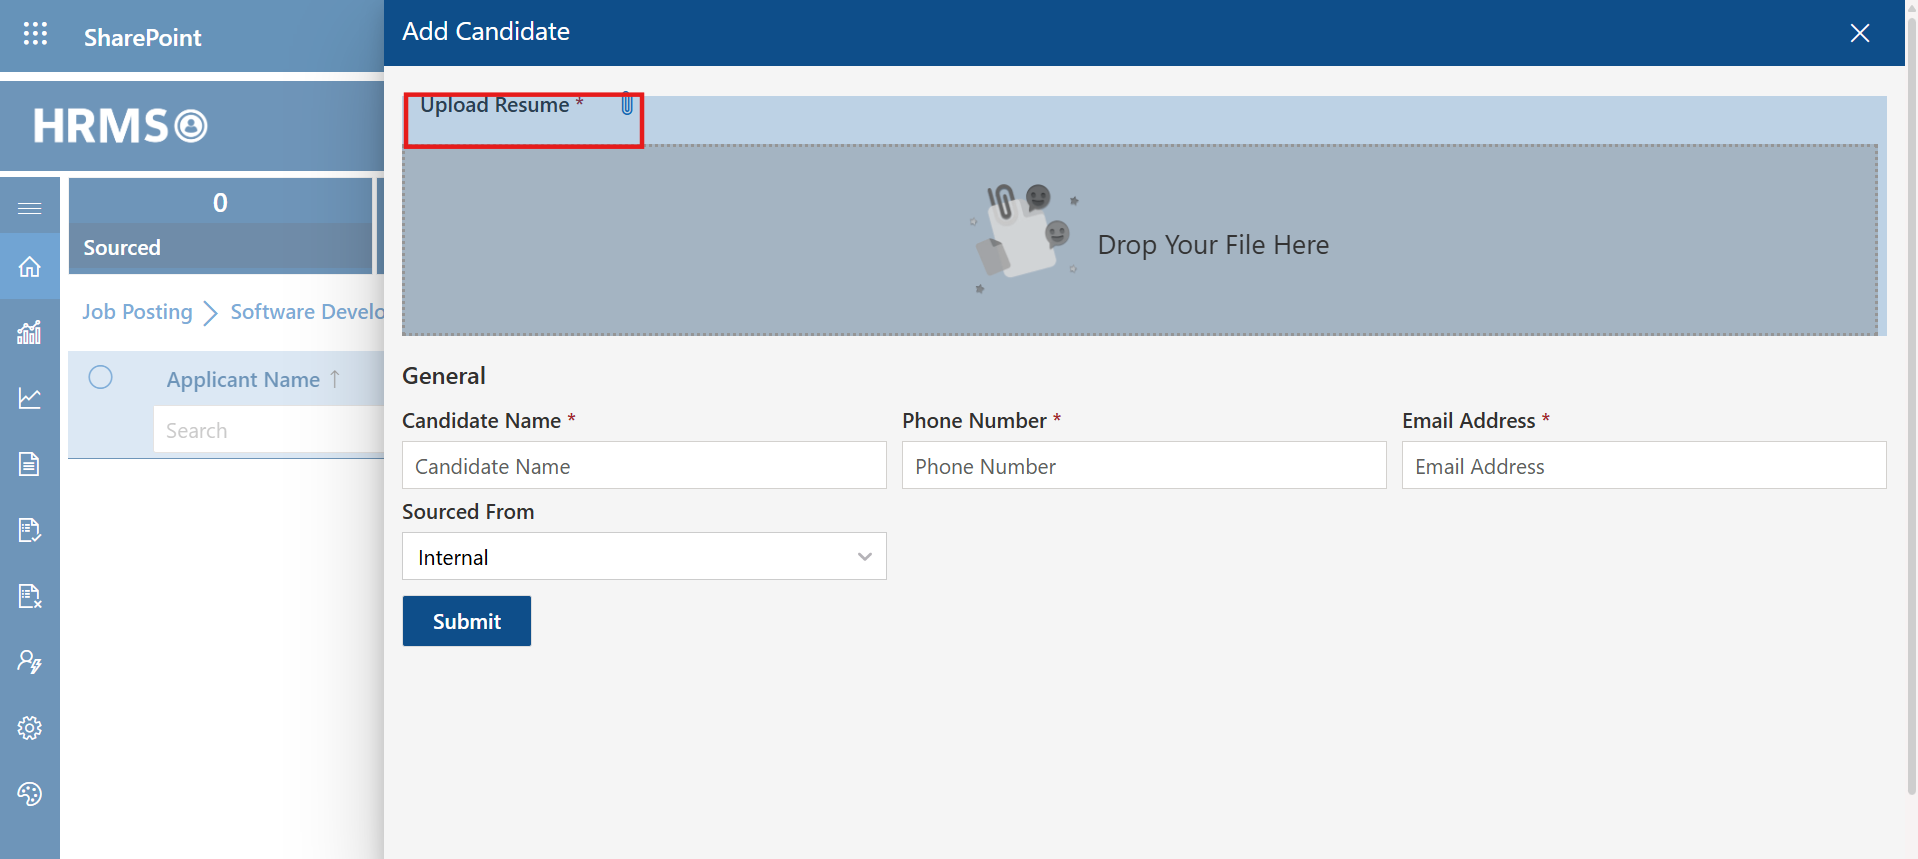 SharePoint
Add Candidate
HRMS
Upload Resume *
Drop Your File Here
0
Sourced
Job Posting
Software Develo
Applicant Name ↑
Search
General
Candidate Name *
Phone Number *
Email Address *
Candidate Name
Phone Number
Email Address
Sourced From
Internal
Submit